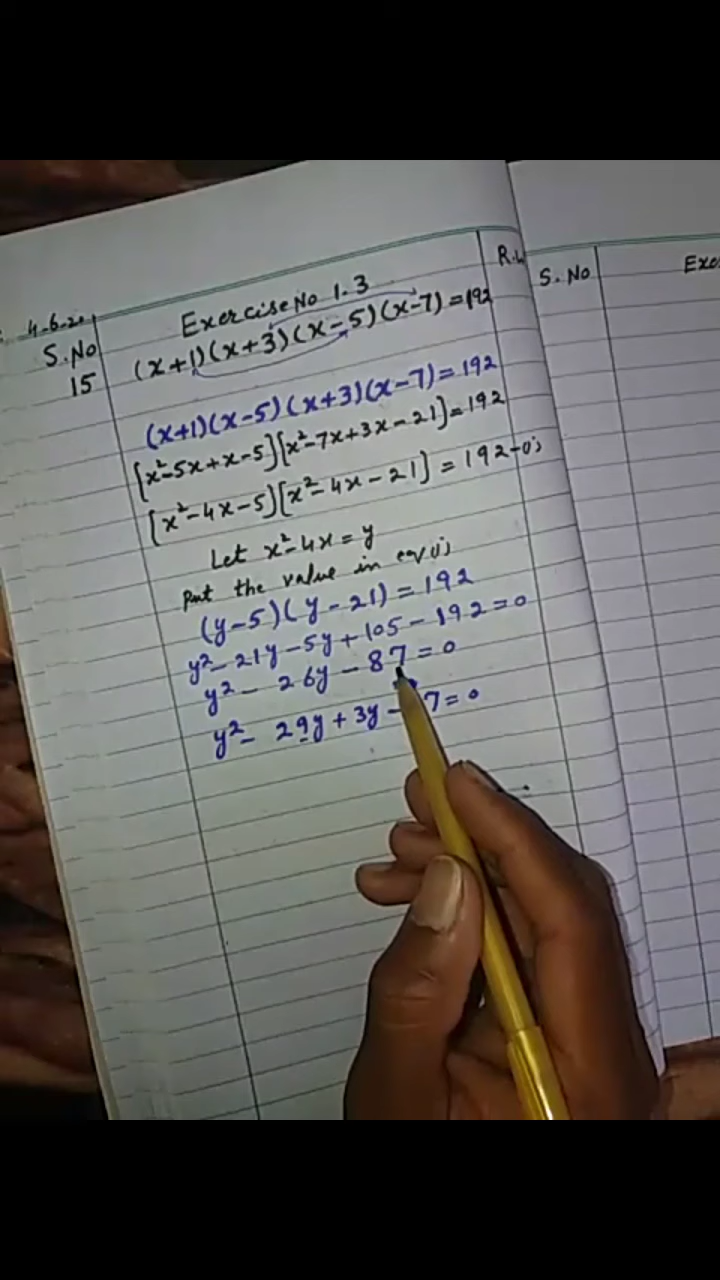 4-6-20
R.W
S.No
Exercise No 1.3
15
(x+1)(x+3)(x-5)(x-7)=192
(x+1)(x-5)(x+3)(x-7)=192
[x²-5x+x-5][x²-7x+3x-21]=192
[x²-4x-5][x²-4x-21]=192-(i)
Let x²-4x=y
Put the value in eq(i)
(y-5)(y-21)=192
y²-21y-5y+105-192=0
y²-26y-87=0
y²-29y+3y-87=0
S.No
Exe